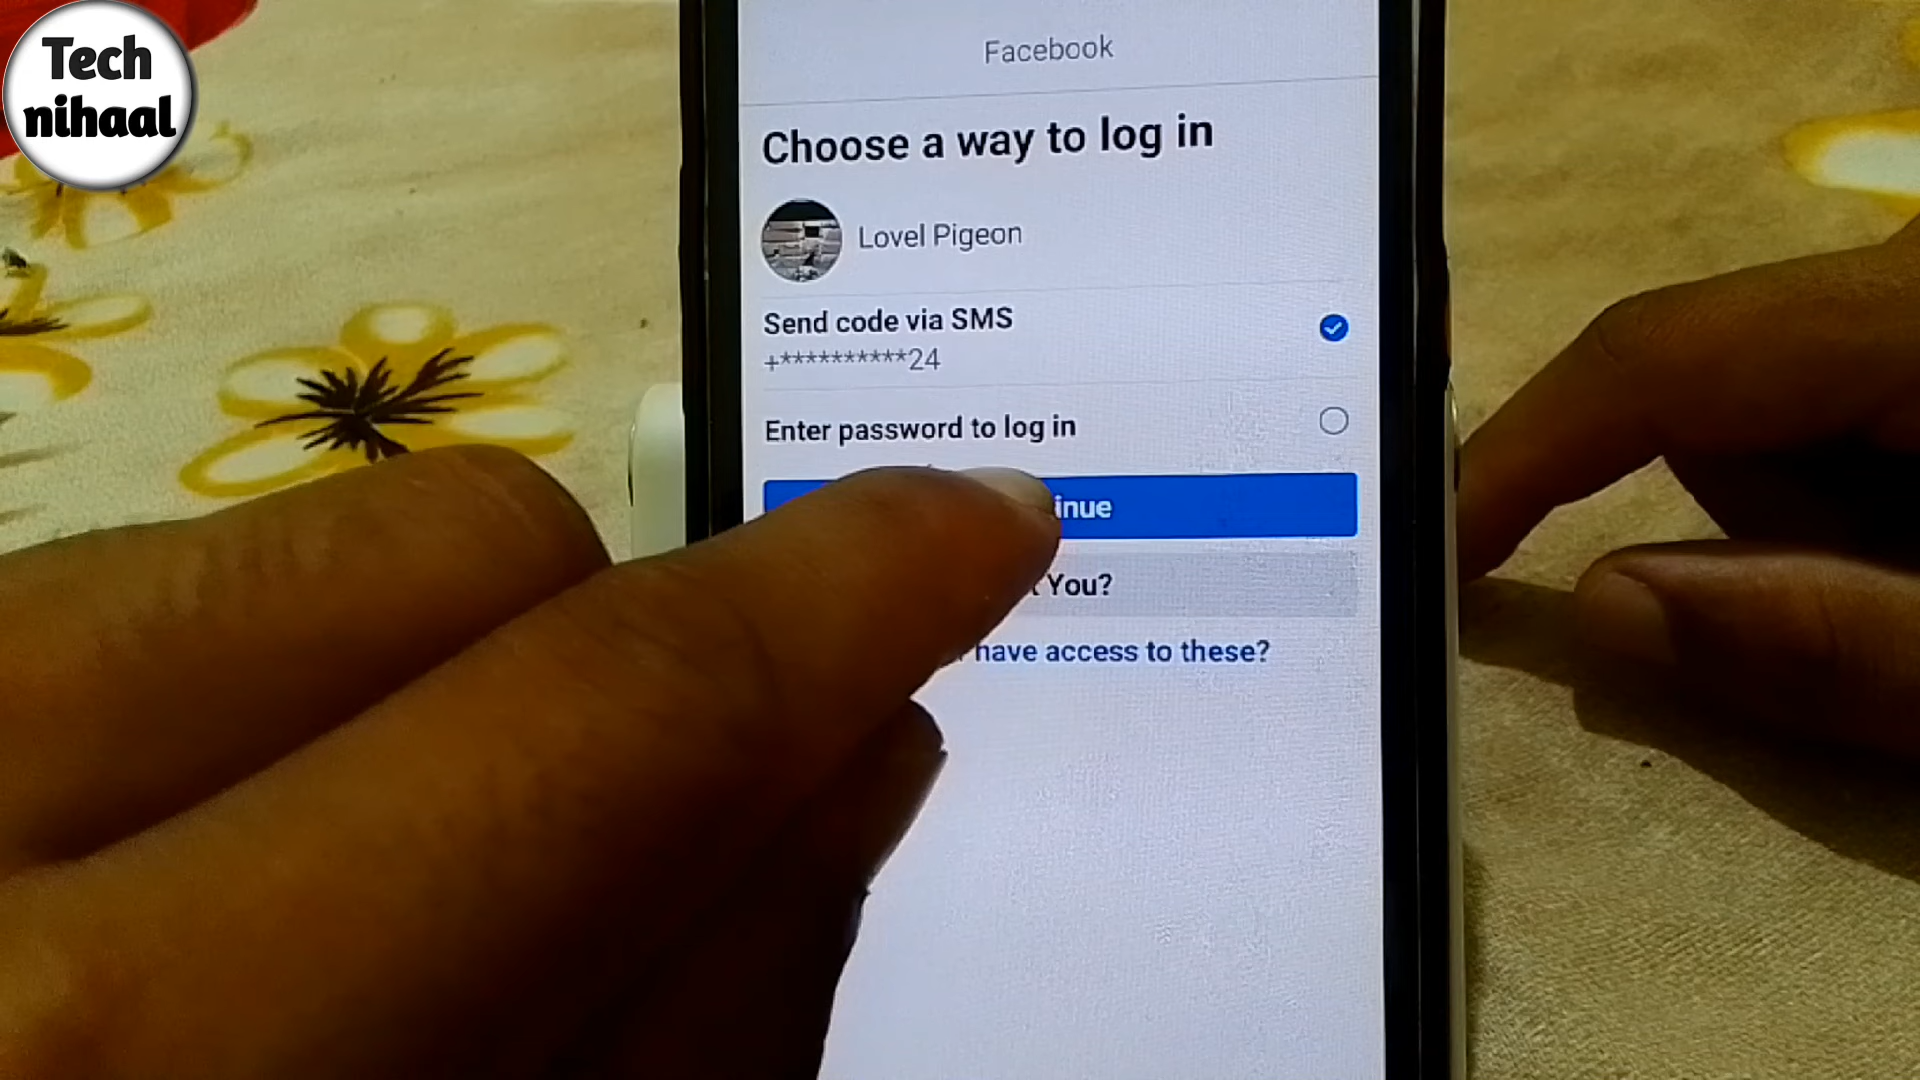 Tech
nihaal
Facebook
Choose a way to log in
Lovel Pigeon
Send code via SMS
+**********24
Enter password to log in
inue
You?
have access to these?